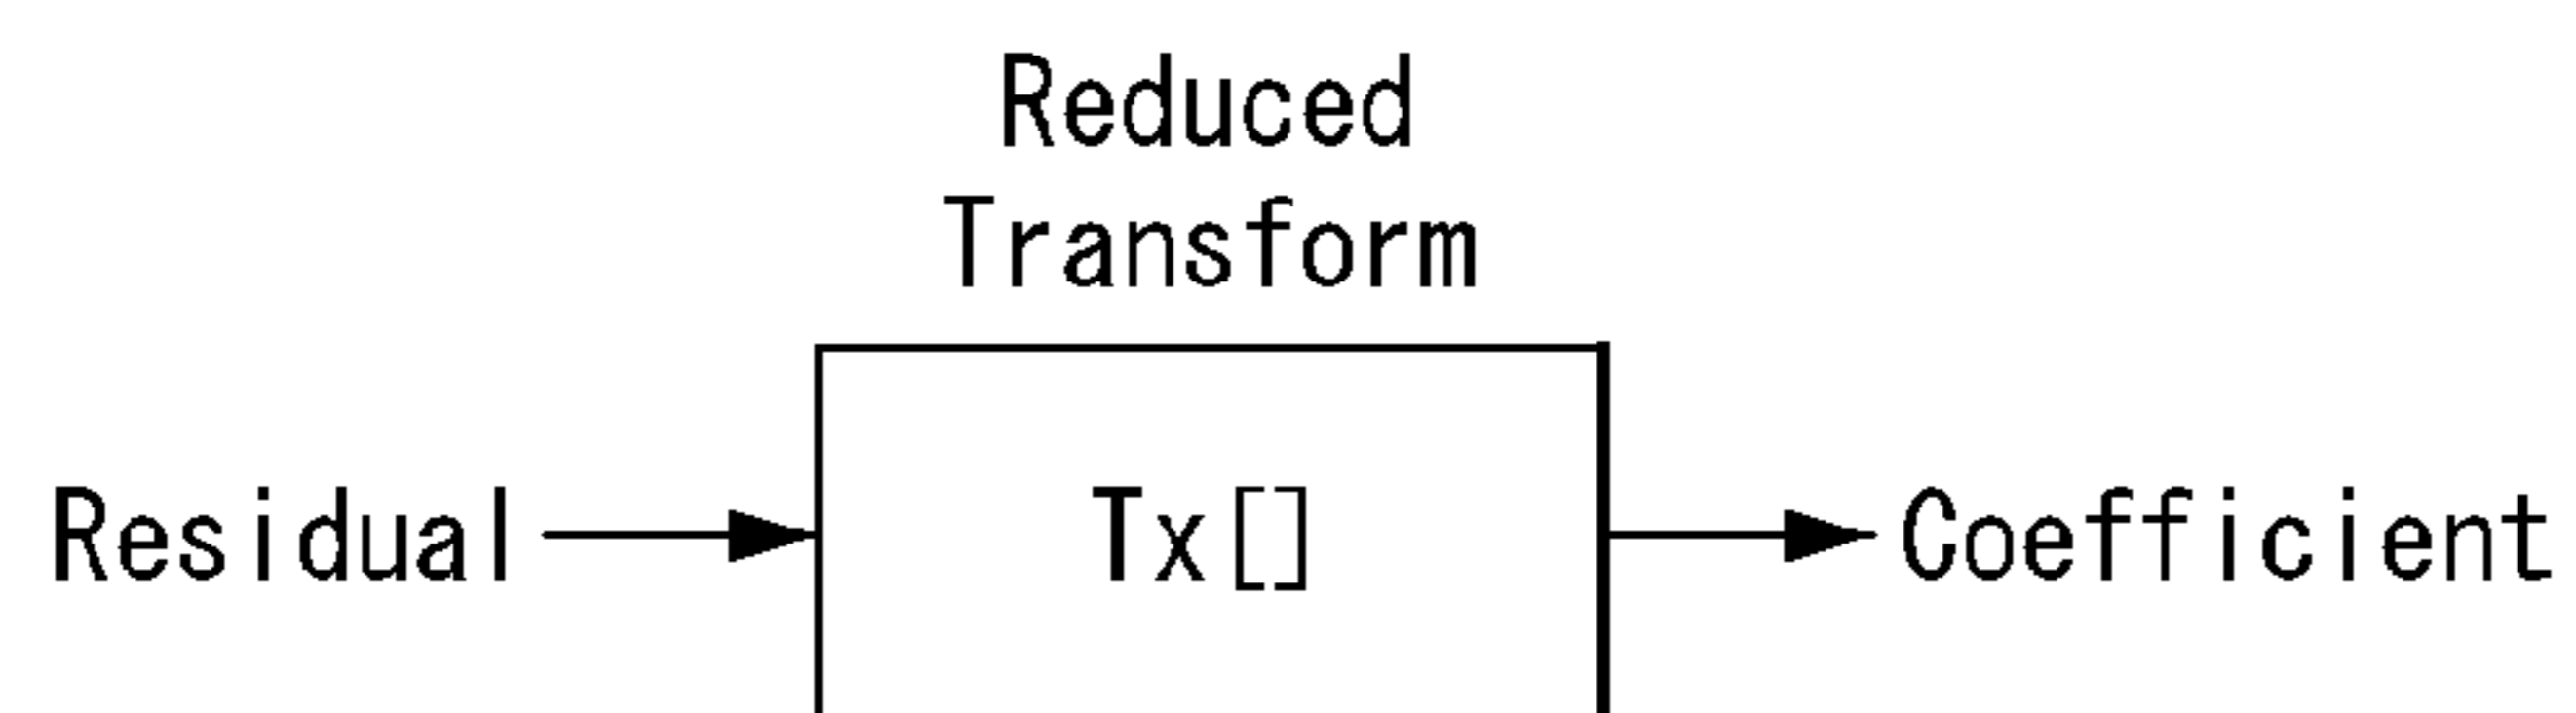 Reduced
Transform
Residual
Tx[]
Coefficient